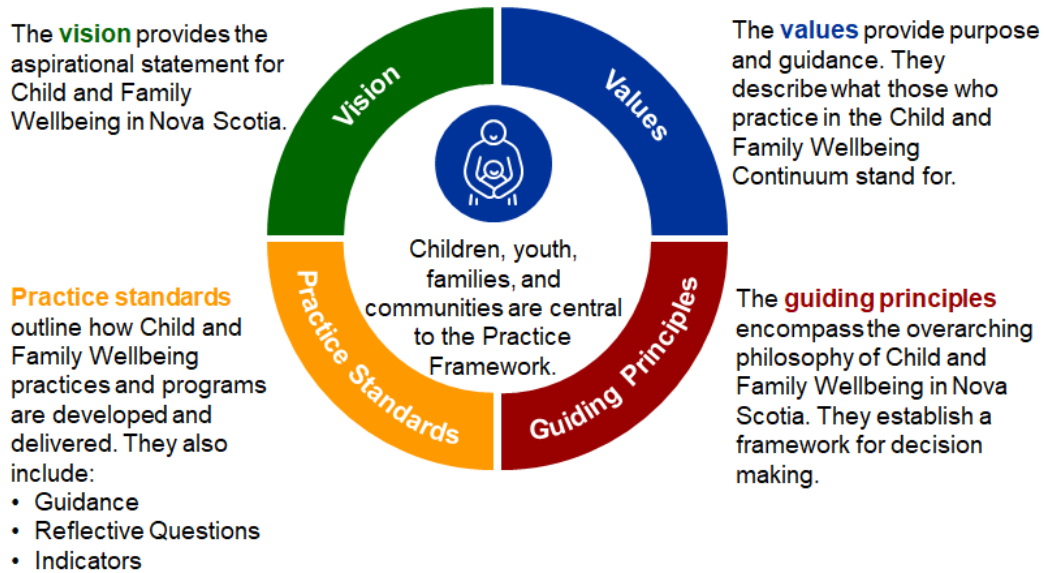 The vision provides the
aspirational statement for
Child and Family
Wellbeing in Nova Scotia.
Vision
Values
The values provide purpose
and guidance. They
describe what those who
practice in the Child and
Family Wellbeing
Continuum stand for.
Children, youth,
families, and
communities are central
to the Practice
Framework.
Practice standards
outline how Child and
Family Wellbeing
practices and programs
are developed and
delivered. They also
include:
• Guidance
• Reflective Questions
• Indicators
Practice Standards
Guiding Principles
The guiding principles
encompass the overarching
philosophy of Child and
Family Wellbeing in Nova
Scotia. They establish a
framework for decision
making.